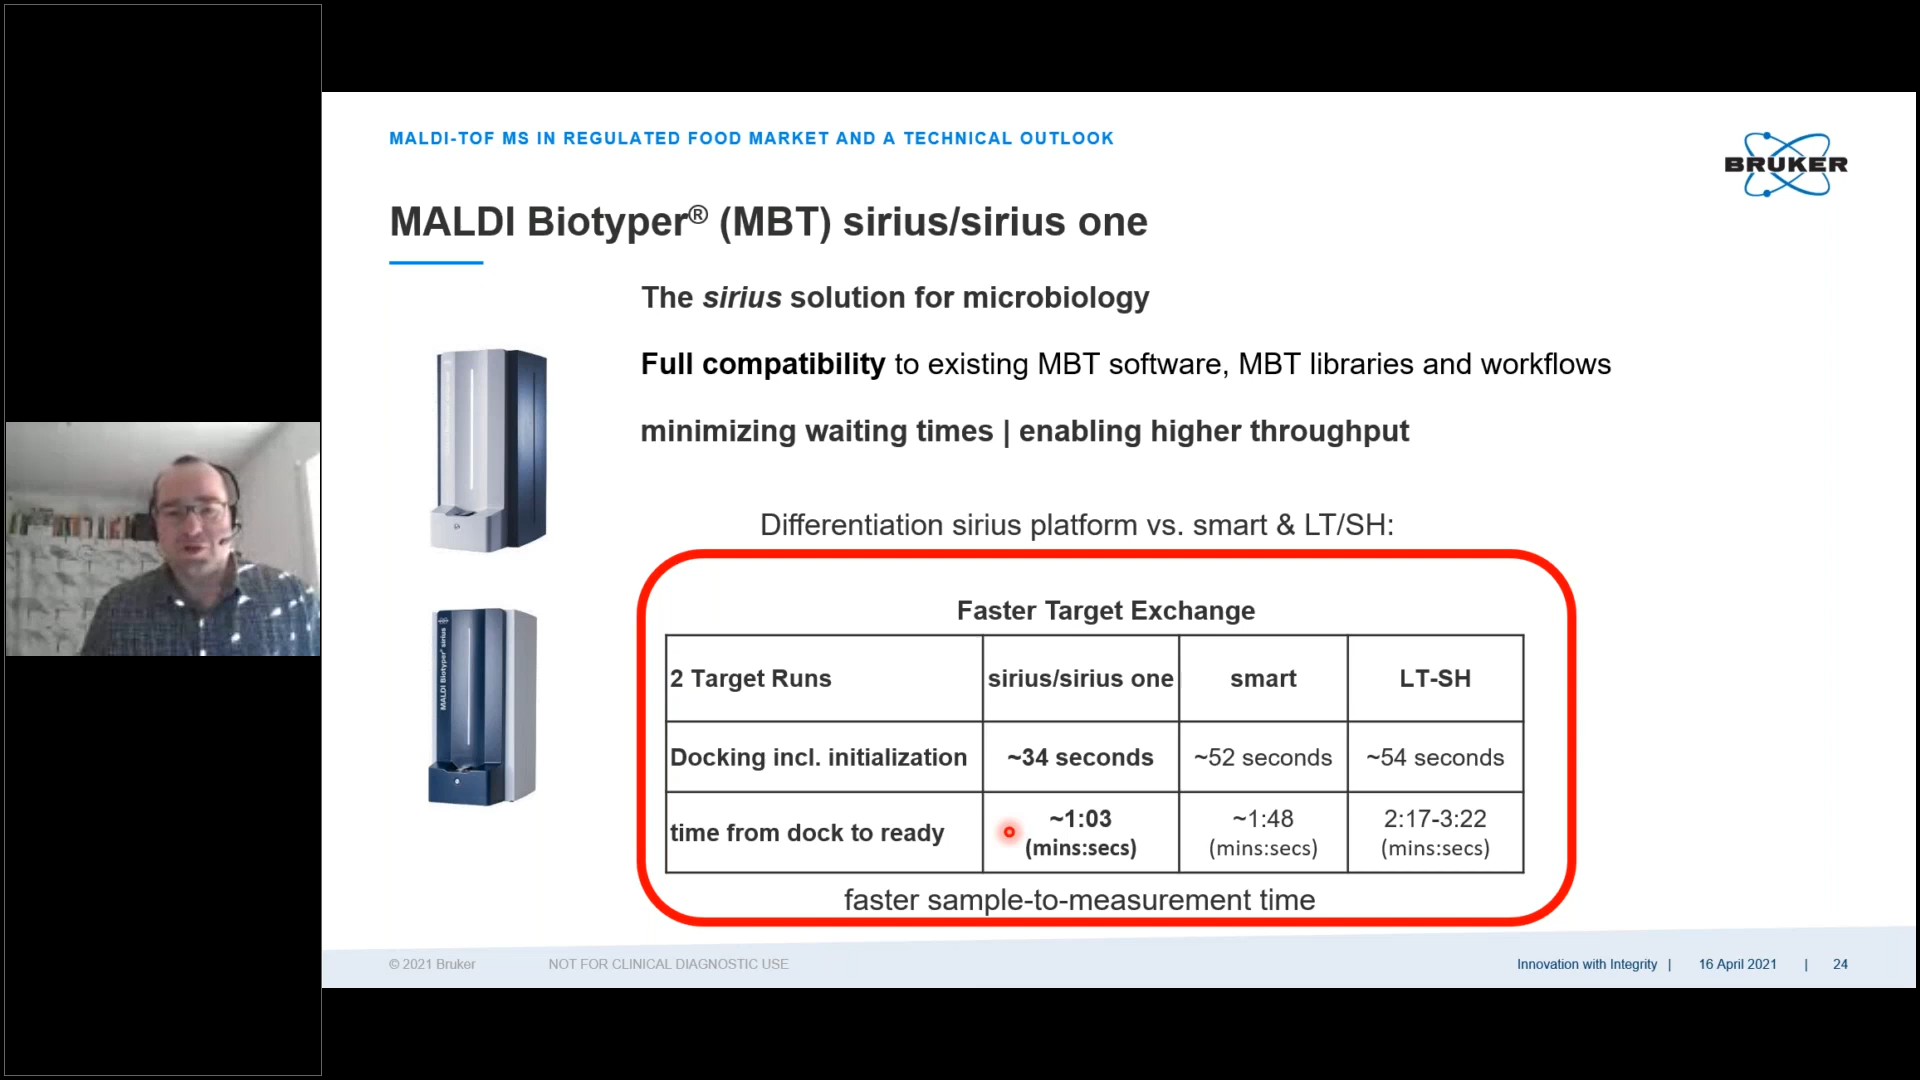 MALDI-TOF MS IN REGULATED FOOD MARKET AND A TECHNICAL OUTLOOK
BRUKER
MALDI Biotyper® (MBT) sirius/sirius one
The sirius solution for microbiology
Full compatibility to existing MBT software, MBT libraries and workflows
minimizing waiting times | enabling higher throughput
MALDI Biotyper® sirius
Differentiation sirius platform vs. smart & LT/SH:
Faster Target Exchange
2 Target Runs sirius/sirius one smart LT-SH
Docking incl. initialization ~34 seconds ~52 seconds ~54 seconds
time from dock to ready ~1:03 (mins:secs) ~1:48 (mins:secs) 2:17-3:22 (mins:secs)
faster sample-to-measurement time
© 2021 Bruker NOT FOR CLINICAL DIAGNOSTIC USE Innovation with Integrity | 16 April 2021 | 24